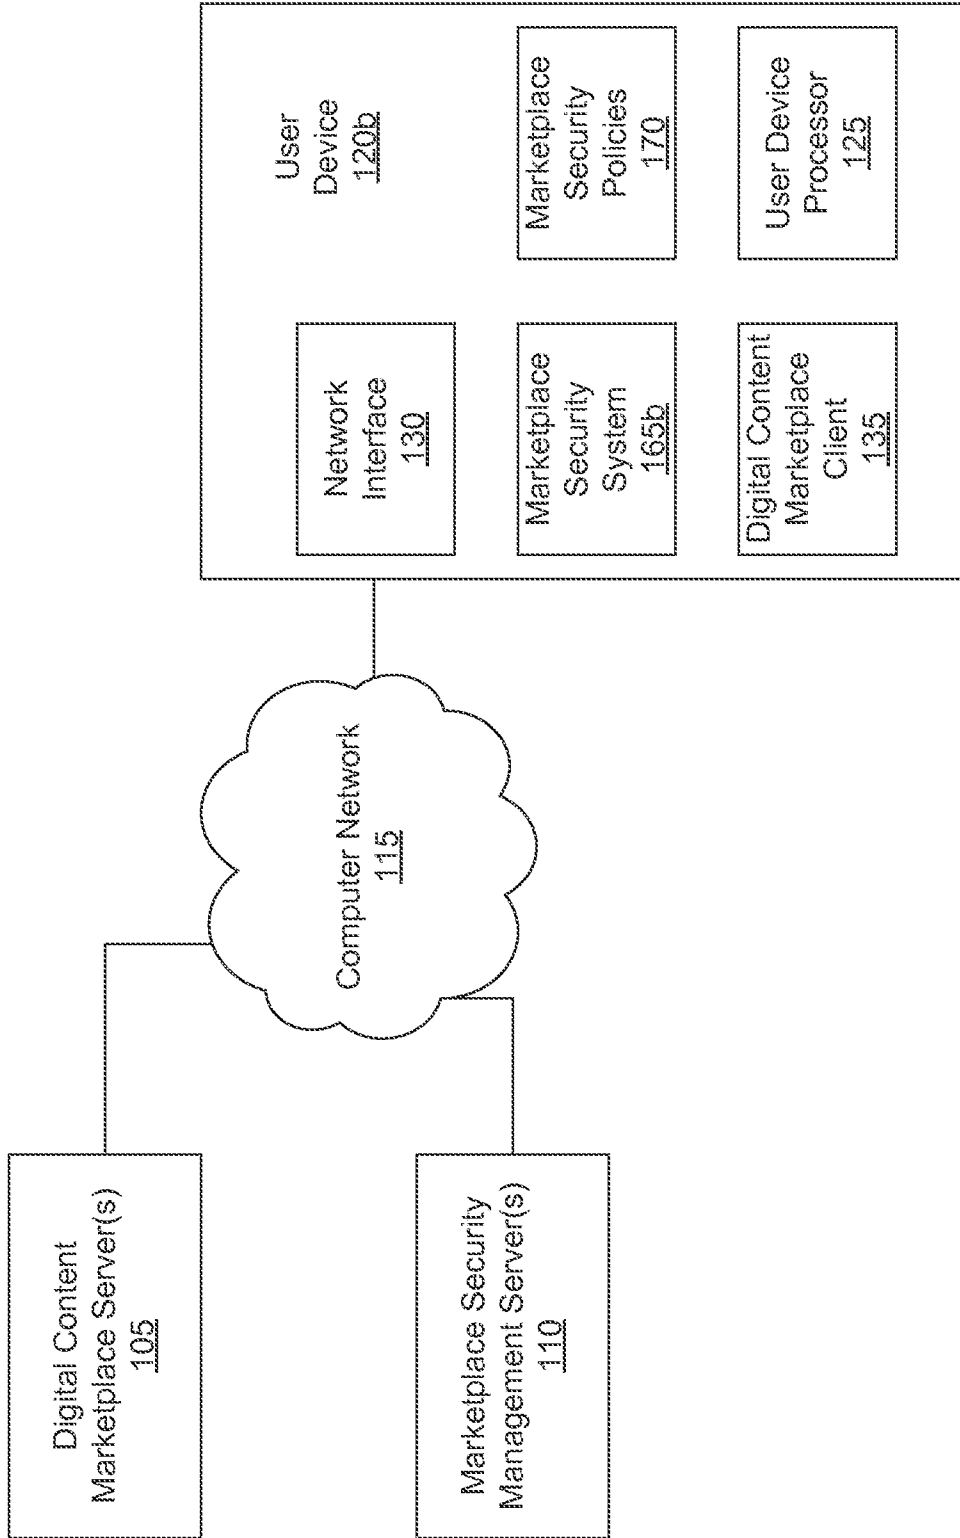 Digital Content
Marketplace Server(s)
105
Marketplace Security
Management Server(s)
110
Computer Network
115
User
Device
120b
Network
Interface
130
Marketplace
Security
System
165b
Marketplace
Security
Policies
170
Digital Content
Marketplace
Client
135
User Device
Processor
125